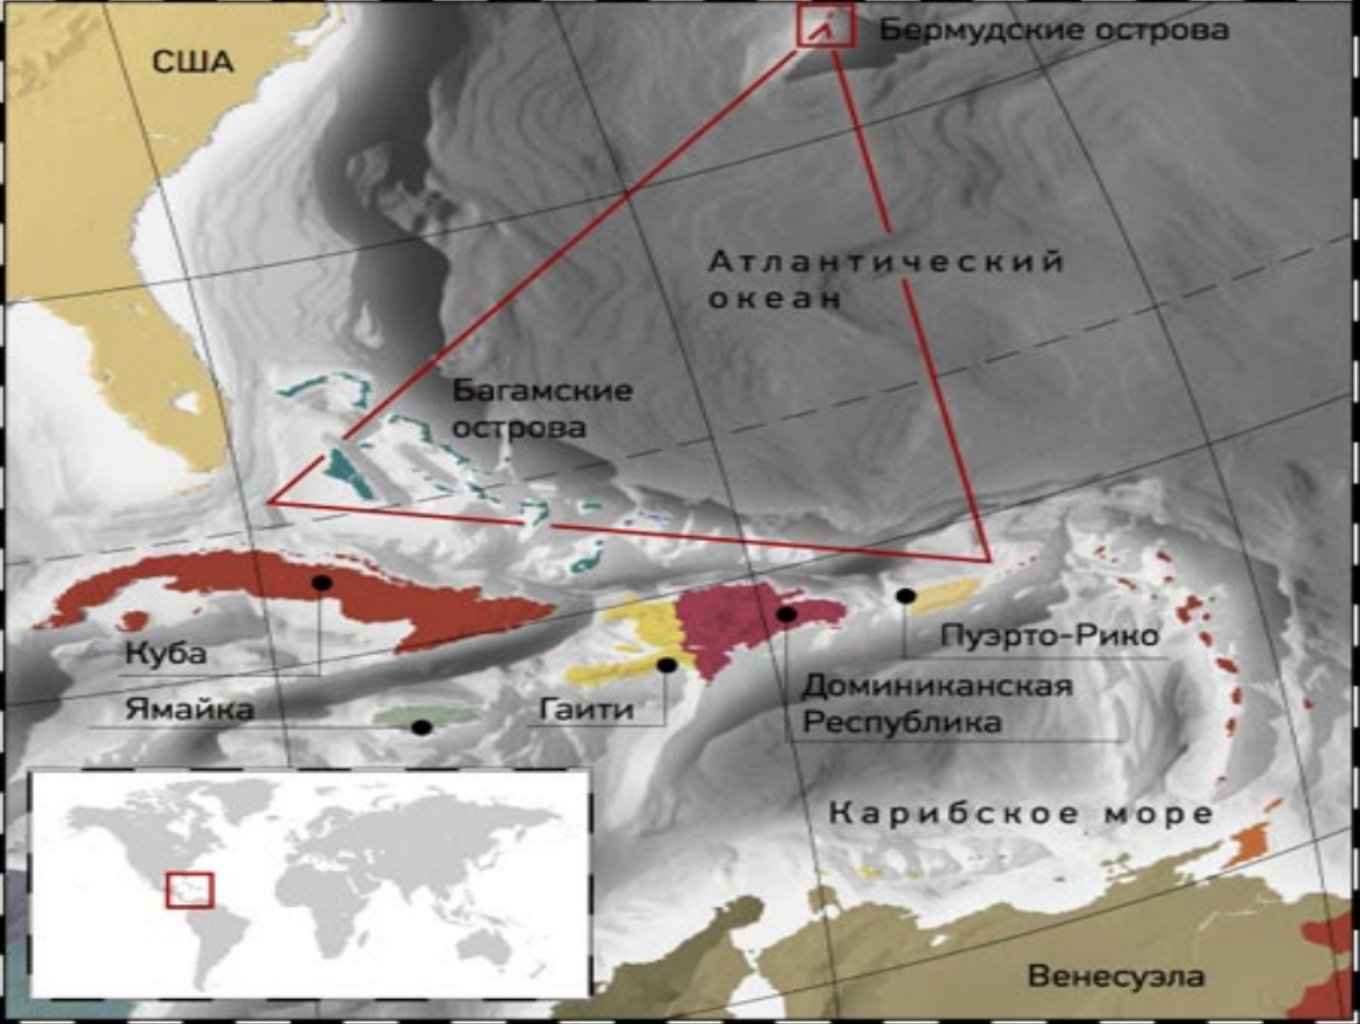 США
Бермудские острова
Атлантический
океан
Багамские
острова
Куба
Пуэрто-Рико
Ямайка
Гаити
Доминиканская
Республика
Карибское море
Венесуэла